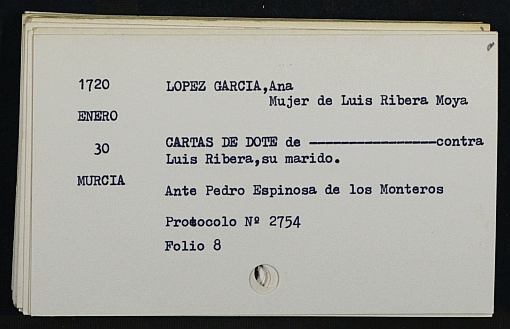 1720
LOPEZ GARCIA,Ana
Mujer de Luis Ribera Moya
ENERO
30
CARTAS DE DOTE de ----------------contra
Luis Ribera,su marido.
MURCIA
Ante Pedro Espinosa de los Monteros
Protocolo Nº 2754
Folio 8